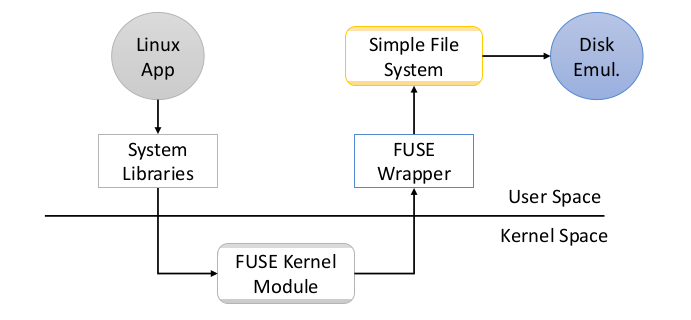 Linux
App
Simple File
System
Disk
Emul.
System
Libraries
FUSE
Wrapper
User Space
Kernel Space
FUSE Kernel
Module